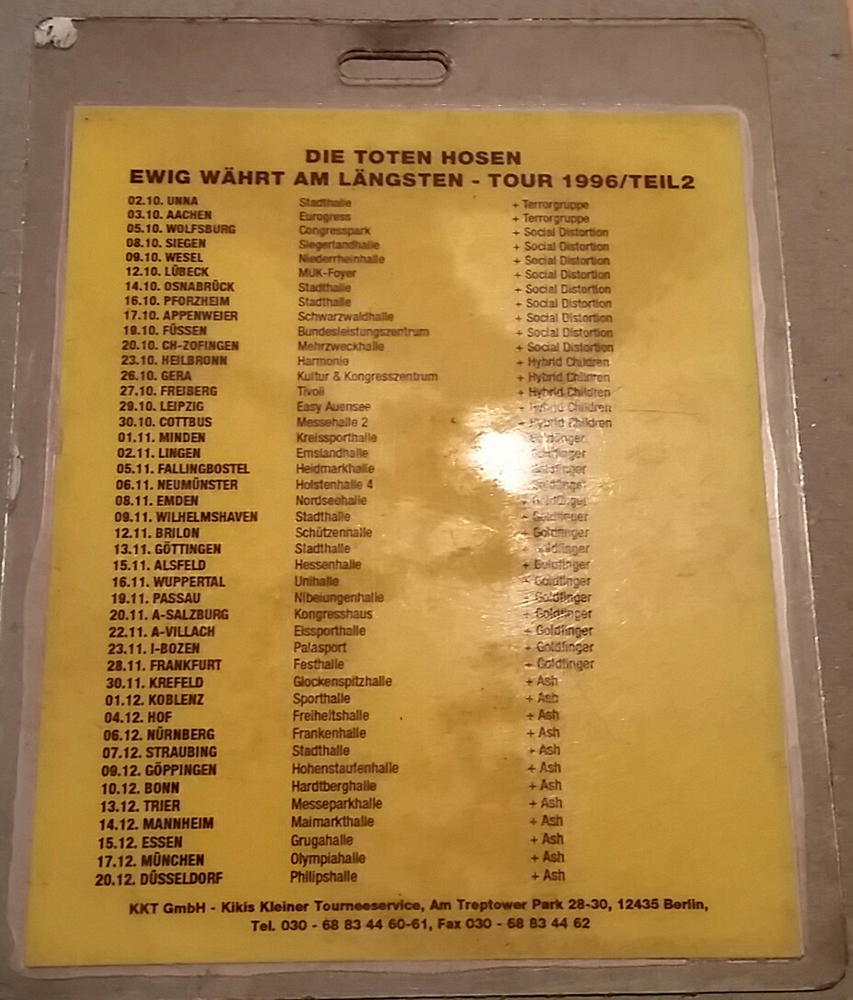 DIE TOTEN HOSEN
EWIG WÄHRT AM LÄNGSTEN - TOUR 1996/TEIL2
02.10. UNNA Stadthalle + Terrorgruppe
03.10. AACHEN Eurogress + Terrorgruppe
05.10. WOLFSBURG Congresspark + Social Distortion
08.10. SIEGEN Siegerlandhalle + Social Distortion
09.10. WESEL Niederrheinhalle + Social Distortion
12.10. LÜBECK MUK-Foyer + Social Distortion
14.10. OSNABRÜCK Stadthalle + Social Distortion
16.10. PFORZHEIM Stadthalle + Social Distortion
17.10. APPENWEIER Schwarzwaldhalle + Social Distortion
19.10. FÜSSEN Bundesleistungszentrum + Social Distortion
20.10. CH-ZOFINGEN Mehrzweckhalle + Social Distortion
23.10. HEILBRONN Harmonie + Hybrid Children
26.10. GERA Kultur & Kongresszentrum + Hybrid Children
27.10. FREIBERG Tivoli + Hybrid Children
29.10. LEIPZIG Easy Auensee + Hybrid Children
30.10. COTTBUS Messehalle 2 + Hybrid Children
01.11. MINDEN Kreissporthalle
02.11. LINGEN Emslandhalle
05.11. FALLINGBOSTEL Heidmarkhalle
06.11. NEUMÜNSTER Holstenhalle 4
08.11. EMDEN Nordseehalle
09.11. WILHELMSHAVEN Stadthalle + Goldfinger
12.11. BRILON Schützenhalle + Goldfinger
13.11. GÖTTINGEN Stadthalle + Goldfinger
15.11. ALSFELD Hessenhalle + Goldfinger
16.11. WUPPERTAL Unihalle + Goldfinger
19.11. PASSAU Nibelungenhalle + Goldfinger
20.11. A-SALZBURG Kongresshaus + Goldfinger
22.11. A-VILLACH Eissporthalle + Goldfinger
23.11. I-BOZEN Palasport + Goldfinger
28.11. FRANKFURT Festhalle + Goldfinger
30.11. KREFELD Glockenspitzhalle + Ash
01.12. KOBLENZ Sporthalle + Ash
04.12. HOF Freiheitshalle + Ash
06.12. NÜRNBERG Frankenhalle + Ash
07.12. STRAUBING Stadthalle + Ash
09.12. GÖPPINGEN Hohenstaufenhalle + Ash
10.12. BONN Hardtberghalle + Ash
13.12. TRIER Messeparkhalle + Ash
14.12. MANNHEIM Maimarkthalle + Ash
15.12. ESSEN Grugahalle + Ash
17.12. MÜNCHEN Olympiahalle + Ash
20.12. DÜSSELDORF Philipshalle + Ash
KKT GmbH - Kikis Kleiner Tourneeservice, Am Treptower Park 28-30, 12435 Berlin,
Tel. 030 - 68 83 44 60-61, Fax 030 - 68 83 44 62